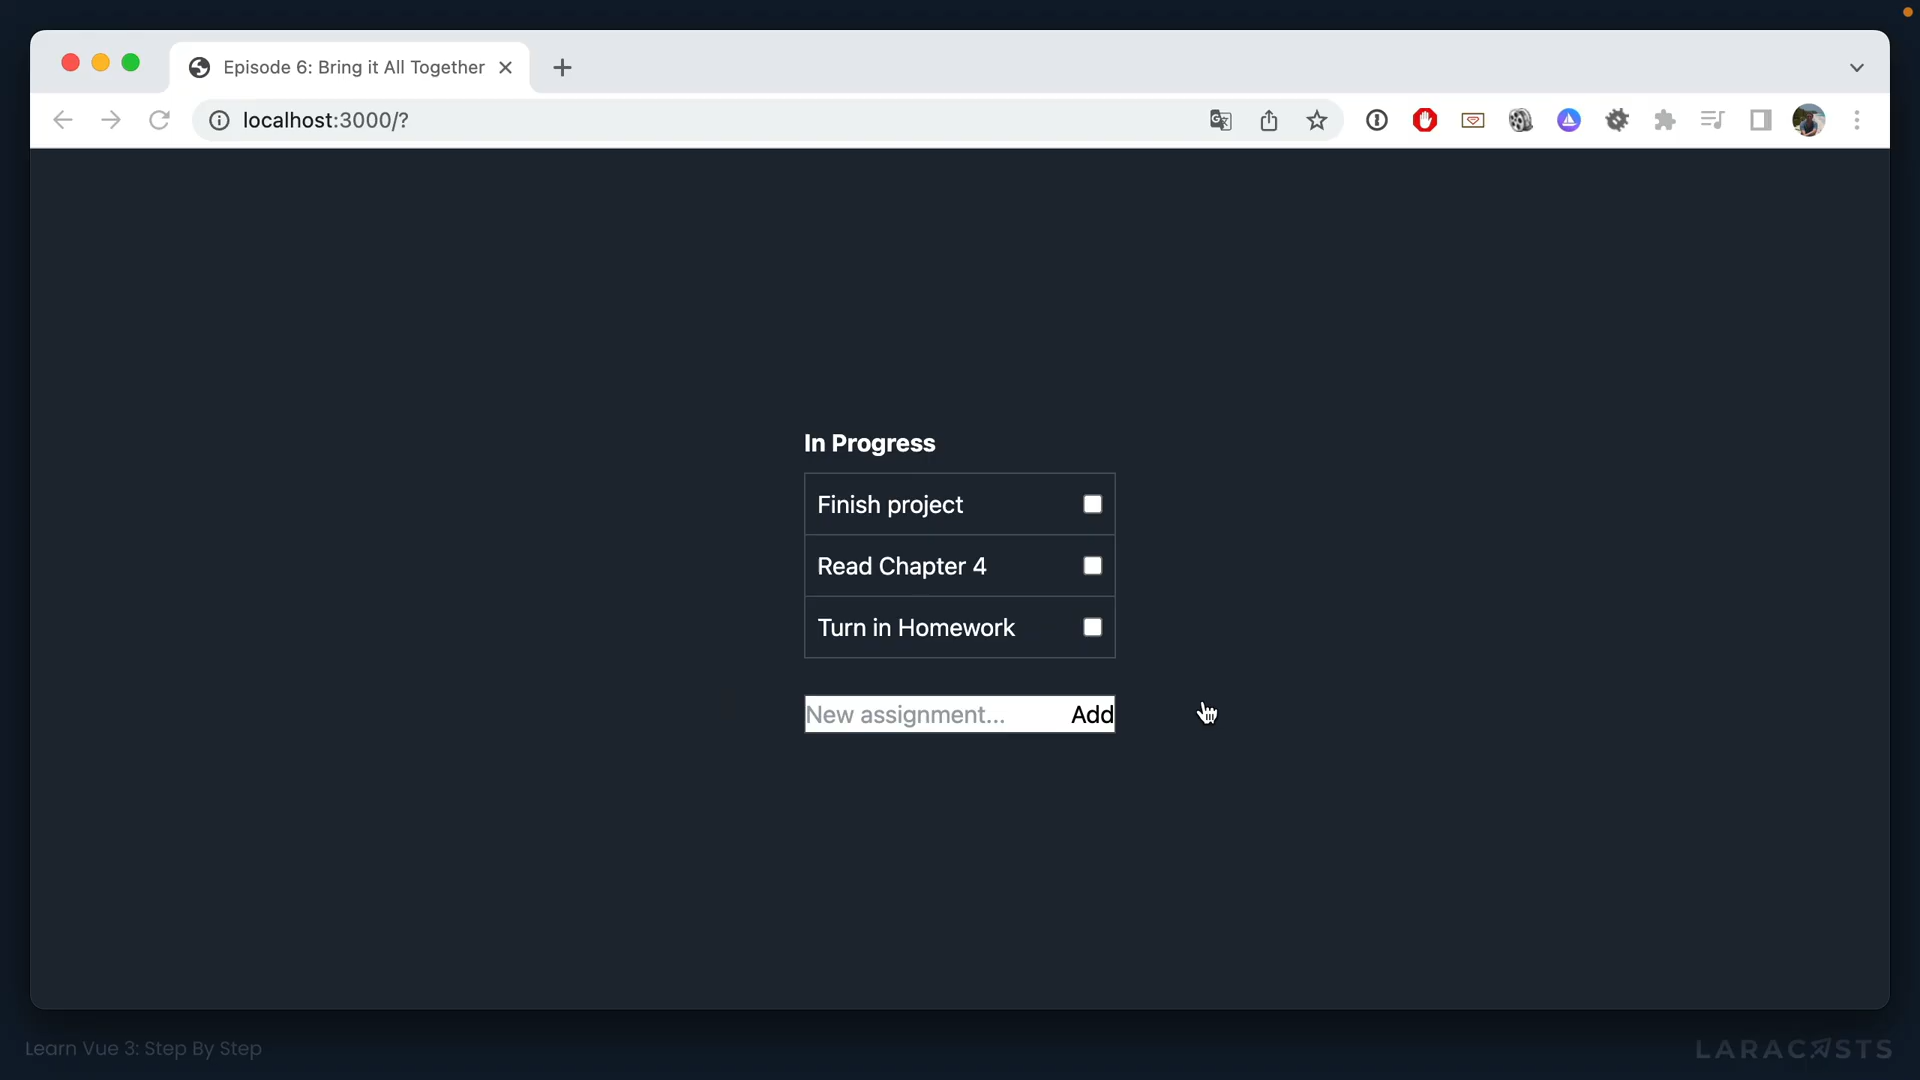 Episode 6: Bring it All Together
localhost:3000/?
In Progress
Finish project
Read Chapter 4
Turn in Homework
New assignment... Add
Learn Vue 3: Step By Step
LARACASTS